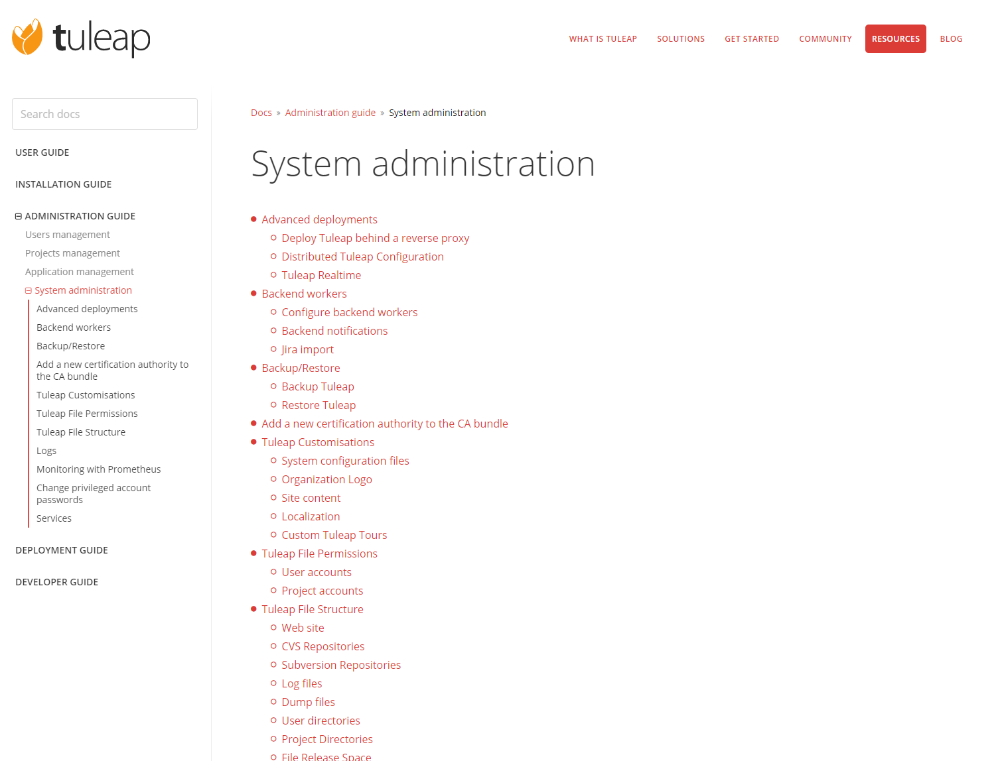 tuleap
WHAT IS TULEAP
SOLUTIONS
GET STARTED
COMMUNITY
RESOURCES
BLOG
Search docs
USER GUIDE
INSTALLATION GUIDE
ADMINISTRATION GUIDE
Users management
Projects management
Application management
System administration
Advanced deployments
Backend workers
Backup/Restore
Add a new certification authority to
the CA bundle
Tuleap Customisations
Tuleap File Permissions
Tuleap File Structure
Logs
Monitoring with Prometheus
Change privileged account
passwords
Services
DEPLOYMENT GUIDE
DEVELOPER GUIDE
Docs » Administration guide » System administration
System administration
Advanced deployments
Deploy Tuleap behind a reverse proxy
Distributed Tuleap Configuration
Tuleap Realtime
Backend workers
Configure backend workers
Backend notifications
Jira import
Backup/Restore
Backup Tuleap
Restore Tuleap
Add a new certification authority to the CA bundle
Tuleap Customisations
System configuration files
Organization Logo
Site content
Localization
Custom Tuleap Tours
Tuleap File Permissions
User accounts
Project accounts
Tuleap File Structure
Web site
CVS Repositories
Subversion Repositories
Log files
Dump files
User directories
Project Directories
File Release Space